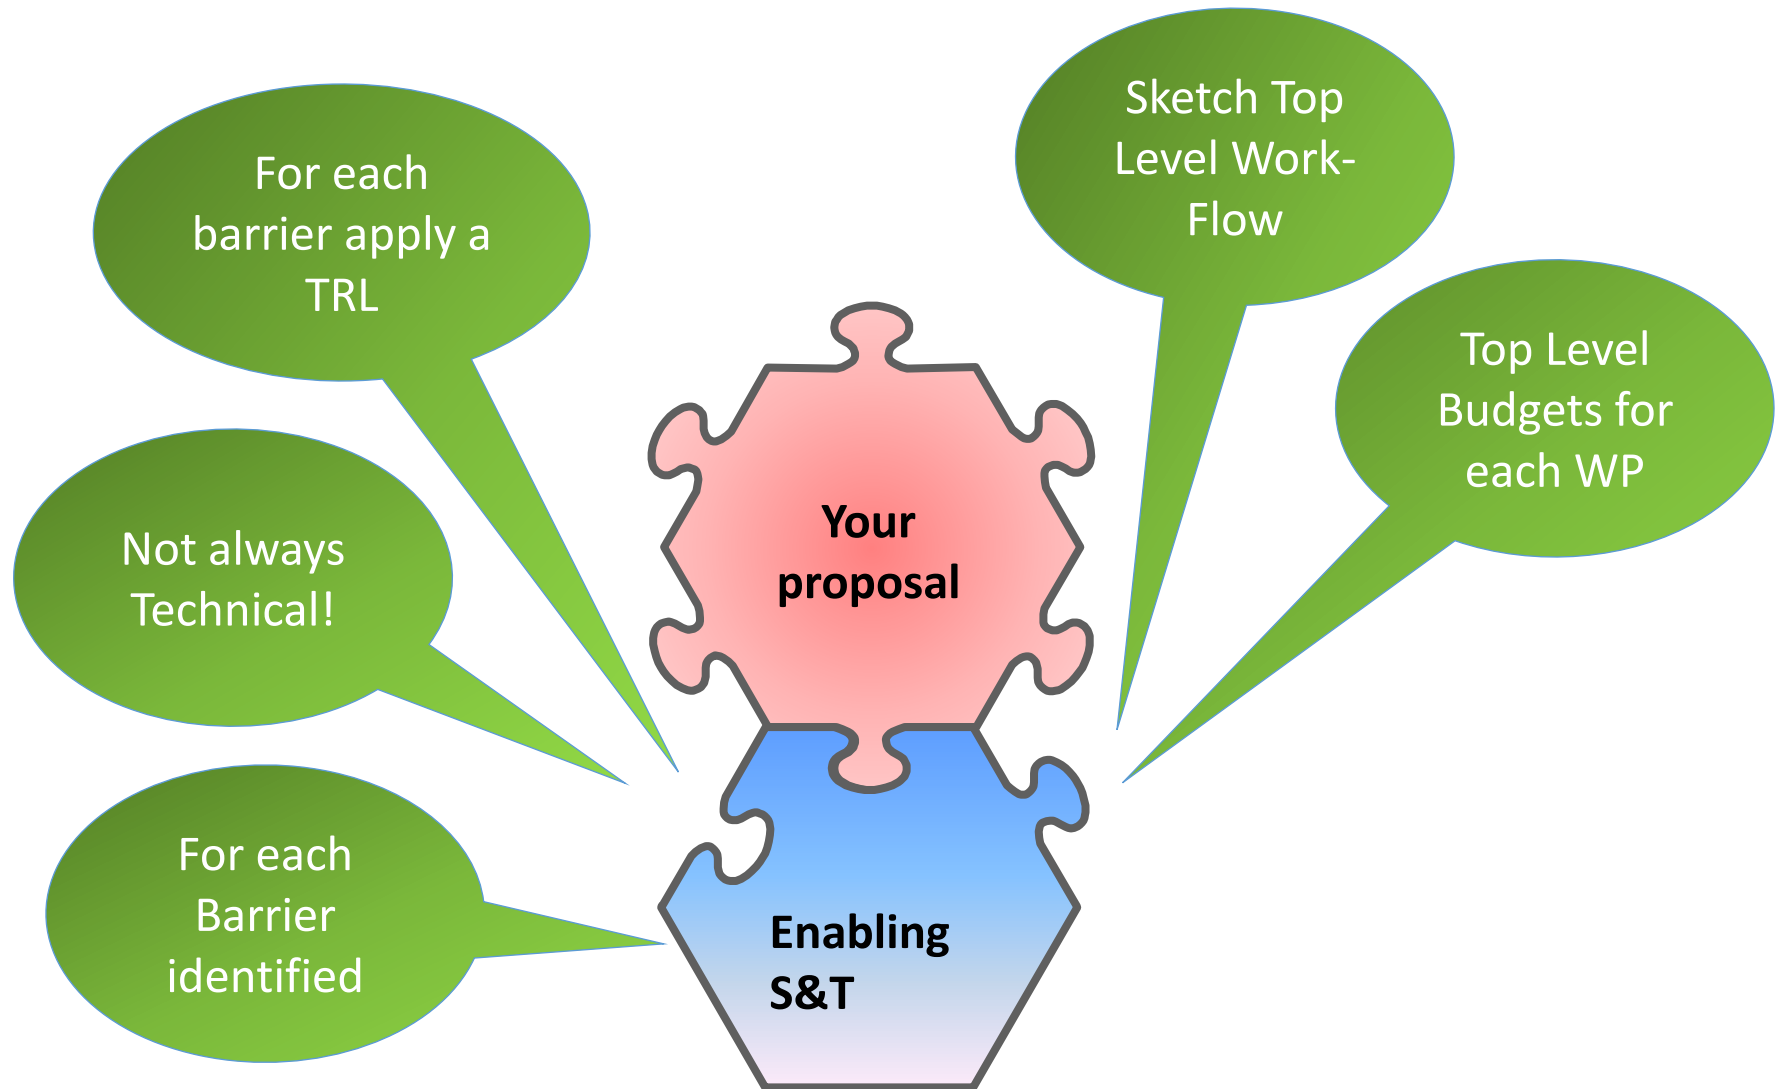 For each
barrier apply a
TRL
Not always
Technical!
For each
Barrier
identified
Your
proposal
Enabling
S&T
Sketch Top
Level Work-
Flow
Top Level
Budgets for
each WP